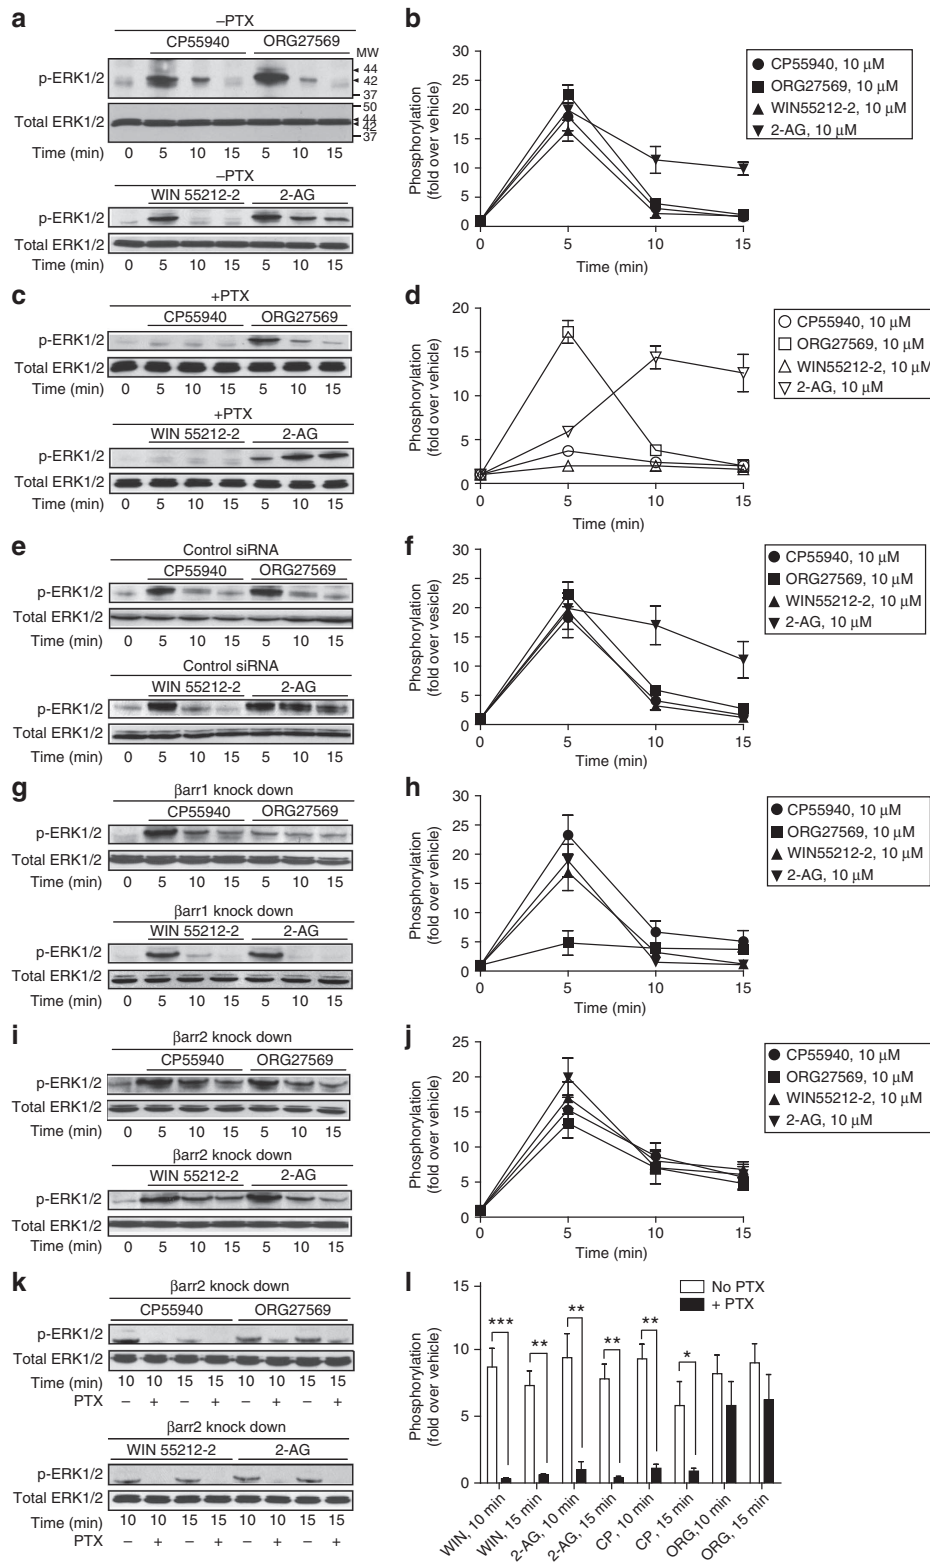 a
–PTX
CP55940 ORG27569
MW
p-ERK1/2
44
42
37
50
Total ERK1/2
44
42
37
Time (min) 0 5 10 15 5 10 15
–PTX
WIN 55212-2 2-AG
p-ERK1/2
Total ERK1/2
Time (min) 0 5 10 15 5 10 15
b
Phosphorylation
(fold over vehicle)
30
25
20
15
10
5
0
0 5 10 15
Time (min)
CP55940, 10 μM
ORG27569, 10 μM
WIN55212-2, 10 μM
2-AG, 10 μM
c
+PTX
CP55940 ORG27569
p-ERK1/2
Total ERK1/2
Time (min) 0 5 10 15 5 10 15
+PTX
WIN 55212-2 2-AG
p-ERK1/2
Total ERK1/2
Time (min) 0 5 10 15 5 10 15
d
Phosphorylation
(fold over vehicle)
20
15
10
5
0
0 5 10 15
Time (min)
CP55940, 10 μM
ORG27569, 10 μM
WIN55212-2, 10 μM
2-AG, 10 μM
e
Control siRNA
CP55940 ORG27569
p-ERK1/2
Total ERK1/2
Time (min) 0 5 10 15 5 10 15
Control siRNA
WIN 55212-2 2-AG
p-ERK1/2
Total ERK1/2
Time (min) 0 5 10 15 5 10 15
f
Phosphorylation
(fold over vesicle)
30
25
20
15
10
5
0
0 5 10 15
Time (min)
CP55940, 10 μM
ORG27569, 10 μM
WIN55212-2, 10 μM
2-AG, 10 μM
g
βarr1 knock down
CP55940 ORG27569
p-ERK1/2
Total ERK1/2
Time (min) 0 5 10 15 5 10 15
βarr1 knock down
WIN 55212-2 2-AG
p-ERK1/2
Total ERK1/2
Time (min) 0 5 10 15 5 10 15
h
Phosphorylation
(fold over vehicle)
30
25
20
15
10
5
0
0 5 10 15
Time (min)
CP55940, 10 μM
ORG27569, 10 μM
WIN55212-2, 10 μM
2-AG, 10 μM
i
βarr2 knock down
CP55940 ORG27569
p-ERK1/2
Total ERK1/2
Time (min) 0 5 10 15 5 10 15
βarr2 knock down
WIN 55212-2 2-AG
p-ERK1/2
Total ERK1/2
Time (min) 0 5 10 15 5 10 15
j
Phosphorylation
(fold over vehicle)
25
20
15
10
5
0
0 5 10 15
Time (min)
CP55940, 10 μM
ORG27569, 10 μM
WIN55212-2, 10 μM
2-AG, 10 μM
k
βarr2 knock down
CP55940 ORG27569
p-ERK1/2
Total ERK1/2
Time (min) 10 10 15 15 10 10 15 15
PTX – + – + – + – +
βarr2 knock down
WIN 55212-2 2-AG
p-ERK1/2
Total ERK1/2
Time (min) 10 10 15 15 10 10 15 15
PTX – + – + – + – +
l
Phosphorylation
(fold over vehicle)
15
10
5
0
No PTX
+ PTX
*** ** ** ** ** *
WIN, 10 min
WIN, 15 min
2-AG, 10 min
2-AG, 15 min
CP, 10 min
CP, 15 min
ORG, 10 min
ORG, 15 min